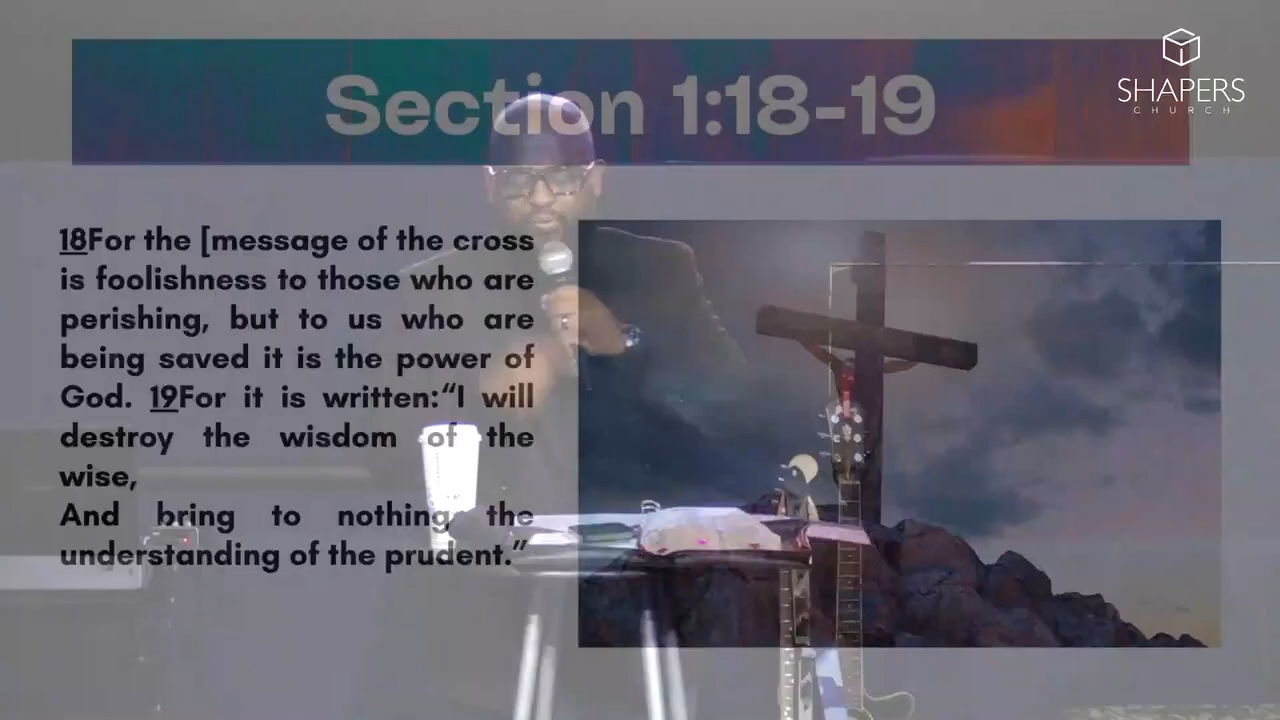 Section 1:18-19
SHAPERS
CHURCH
18For the [message of the cross
is foolishness to those who are
perishing, but to us who are
being saved it is the power of
God. 19For it is written:“I will
destroy the wisdom of the
wise,
And bring to nothing the
understanding of the prudent.”